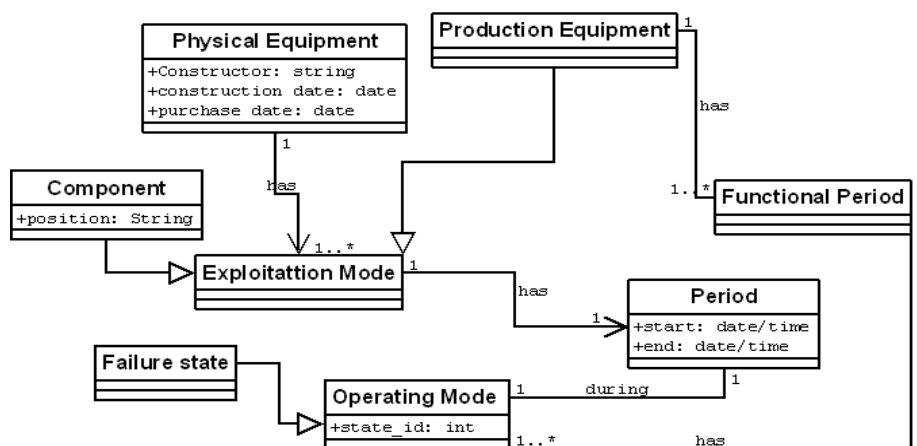 Physical Equipment
+Constructor: string
+construction date: date
+purchase date: date
1
has
1..*
Production Equipment
1
has
1..*
Functional Period
Component
+position: String
Exploitattion Mode
1
has
1
Period
+start: date/time
+end: date/time
1
during
1
Failure state
Operating Mode
+state_id: int
1..*
has